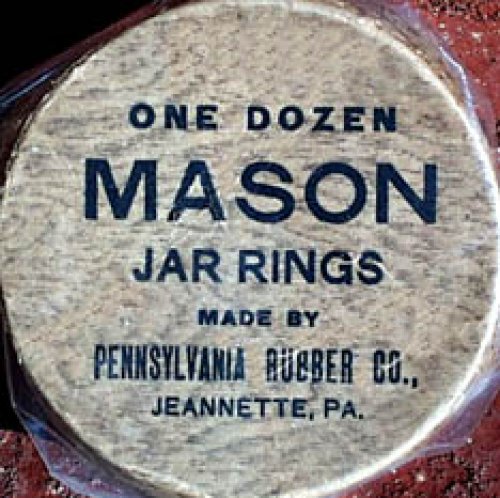 ONE DOZEN
MASON
JAR RINGS
MADE BY
PENNSYLVANIA RUBBER CO.,
JEANNETTE, PA.